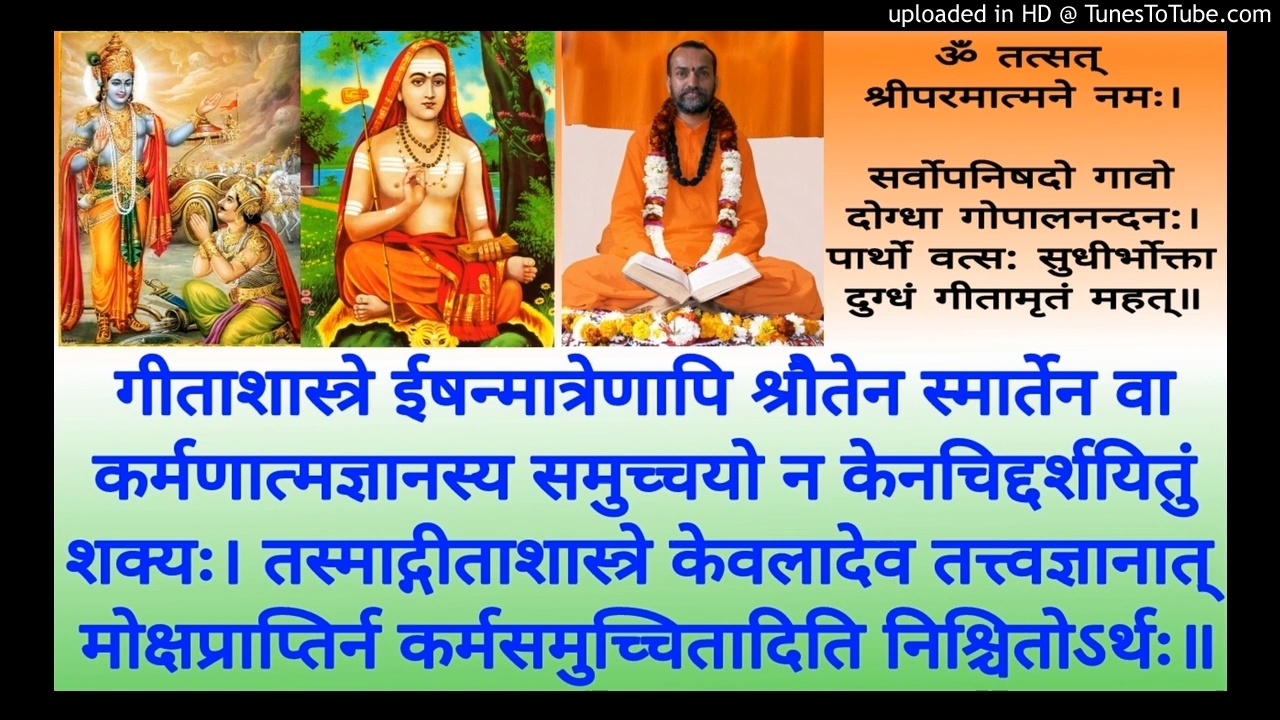 uploaded in HD @ TunesToTube.com
ॐ तत्सत्
श्रीपरमात्मने नमः।
सर्वोपनिषदो गावो
दोग्धा गोपालनन्दन:।
पार्थो वत्स: सुधीर्भोक्ता
दुग्धं गीतामृतं महत्॥
गीताशास्त्रे ईषन्मात्रेणापि श्रौतेन स्मार्तेन वा
कर्मणात्मज्ञानस्य समुच्चयो न केनचिद्दर्शयितुं
शक्यः। तस्माद्गीताशास्त्रे केवलादेव तत्त्वज्ञानात्
मोक्षप्राप्तिर्न कर्मसमुच्चितादिति निश्चितोऽर्थः॥